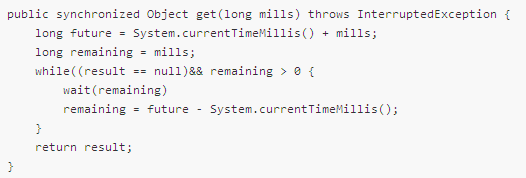 public synchronized Object get(long mills) throws InterruptedException {
    long future = System.currentTimeMillis() + mills;
    long remaining = mills;
    while((result == null)&& remaining > 0 {
        wait(remaining)
        remaining = future - System.currentTimeMillis();
    }
    return result;
}